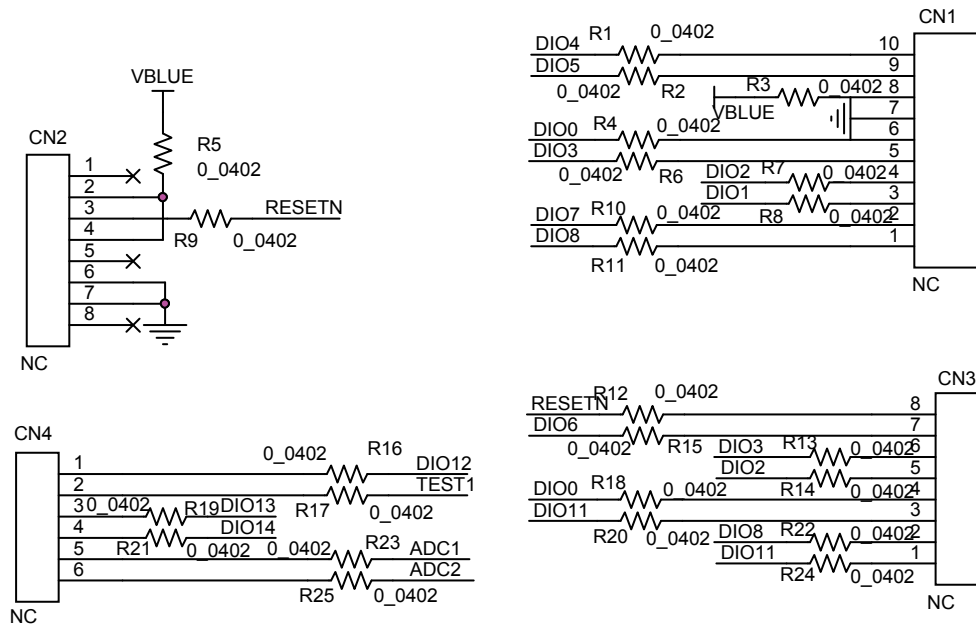 CN2
VBLUE
R5
0_0402
1
2
3
4
5
6
7
8
R9
0_0402
RESETN
NC
CN1
DIO4
R1
0_0402
10
DIO5
0_0402
R2
9
VBLUE
R3
0_0402
8
7
DIO0
R4
0_0402
6
DIO3
0_0402
R6
5
DIO2
R7
0_0402
4
DIO1
R8
0_0402
3
DIO7
R10
0_0402
2
DIO8
R11
0_0402
1
NC
CN4
1
0_0402
R16
DIO12
2
R17
0_0402
TEST1
3
0_0402
R19
DIO13
4
R21
0_0402
DIO14
5
0_0402
R23
ADC1
6
R25
0_0402
ADC2
NC
CN3
RESETN
R12
0_0402
8
DIO6
0_0402
R15
7
DIO3
R13
0_0402
6
DIO2
R14
0_0402
5
DIO0
R18
0_0402
4
DIO11
R20
0_0402
3
DIO8
R22
0_0402
2
DIO11
R24
0_0402
1
NC